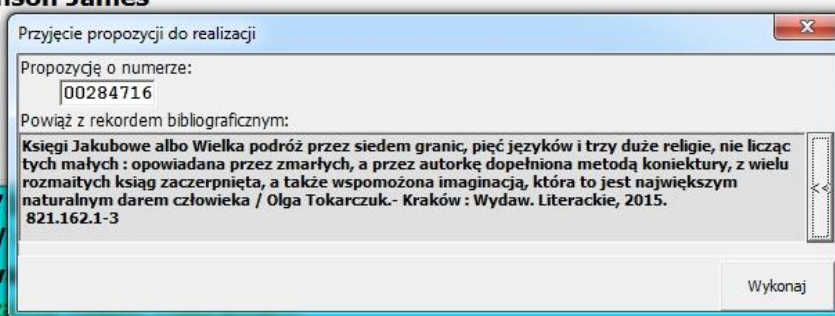 nson James
Przyjęcie propozycji do realizacji
Propozycję o numerze:
00284716
Powiąż z rekordem bibliograficznym:
Księgi Jakubowe albo Wielka podróż przez siedem granic, pięć języków i trzy duże religie, nie licząc
tych małych : opowiadana przez zmarłych, a przez autorkę dopełniona metodą koniektury, z wielu
rozmaitych ksiąg zaczerpnięta, a także wspomożona imaginacją, która to jest największym
naturalnym darem człowieka / Olga Tokarczuk.- Kraków : Wydaw. Literackie, 2015.
821.162.1-3
<<
Wykonaj